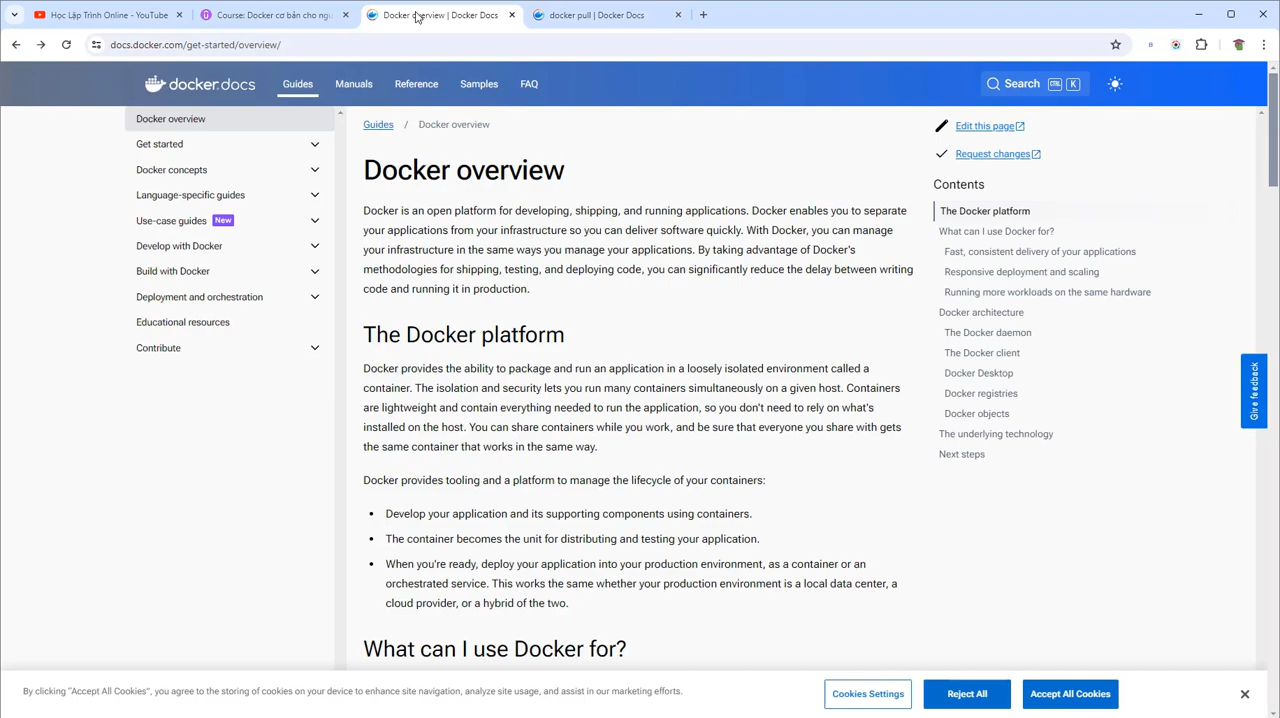 Học Lập Trình Online - YouTube
Course: Docker cơ bản cho ngư
Docker overview | Docker Docs
docker pull | Docker Docs
docs.docker.com/get-started/overview/
docker.docs
Guides
Manuals
Reference
Samples
FAQ
Search
CTRL
K
Docker overview
Get started
Docker concepts
Language-specific guides
Use-case guides New
Develop with Docker
Build with Docker
Deployment and orchestration
Educational resources
Contribute
Guides / Docker overview
Docker overview
Docker is an open platform for developing, shipping, and running applications. Docker enables you to separate
your applications from your infrastructure so you can deliver software quickly. With Docker, you can manage
your infrastructure in the same ways you manage your applications. By taking advantage of Docker's
methodologies for shipping, testing, and deploying code, you can significantly reduce the delay between writing
code and running it in production.
The Docker platform
Docker provides the ability to package and run an application in a loosely isolated environment called a
container. The isolation and security lets you run many containers simultaneously on a given host. Containers
are lightweight and contain everything needed to run the application, so you don't need to rely on what's
installed on the host. You can share containers while you work, and be sure that everyone you share with gets
the same container that works in the same way.
Docker provides tooling and a platform to manage the lifecycle of your containers:
• Develop your application and its supporting components using containers.
• The container becomes the unit for distributing and testing your application.
• When you're ready, deploy your application into your production environment, as a container or an
orchestrated service. This works the same whether your production environment is a local data center, a
cloud provider, or a hybrid of the two.
What can I use Docker for?
Edit this page
Request changes
Contents
The Docker platform
What can I use Docker for?
Fast, consistent delivery of your applications
Responsive deployment and scaling
Running more workloads on the same hardware
Docker architecture
The Docker daemon
The Docker client
Docker Desktop
Docker registries
Docker objects
The underlying technology
Next steps
Give feedback
By clicking "Accept All Cookies", you agree to the storing of cookies on your device to enhance site navigation, analyze site usage, and assist in our marketing efforts.
Cookies Settings
Reject All
Accept All Cookies